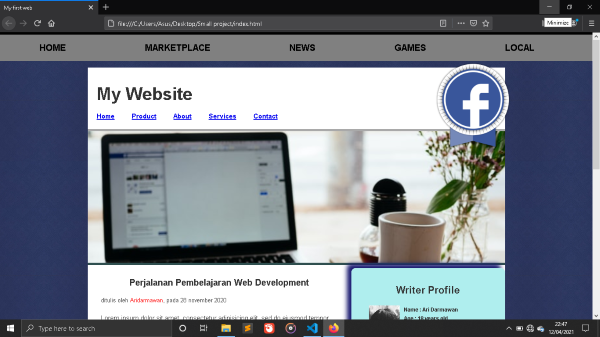 My first web
file:///C:/Users/Asus/Desktop/Small project/index.html
Minimize
HOME MARKETPLACE NEWS GAMES LOCAL
My Website
Home Product About Services Contact
Perjalanan Pembelajaran Web Development
ditulis oleh Aridarmawan, pada 28 november 2020
Lorem ipsum dolor sit amet, consectetur adipisicing elit, sed do eiusmod tempor
Writer Profile
Name : Ari Darmawan
Age : 19 years old
Type here to search
22:47
12/04/2021